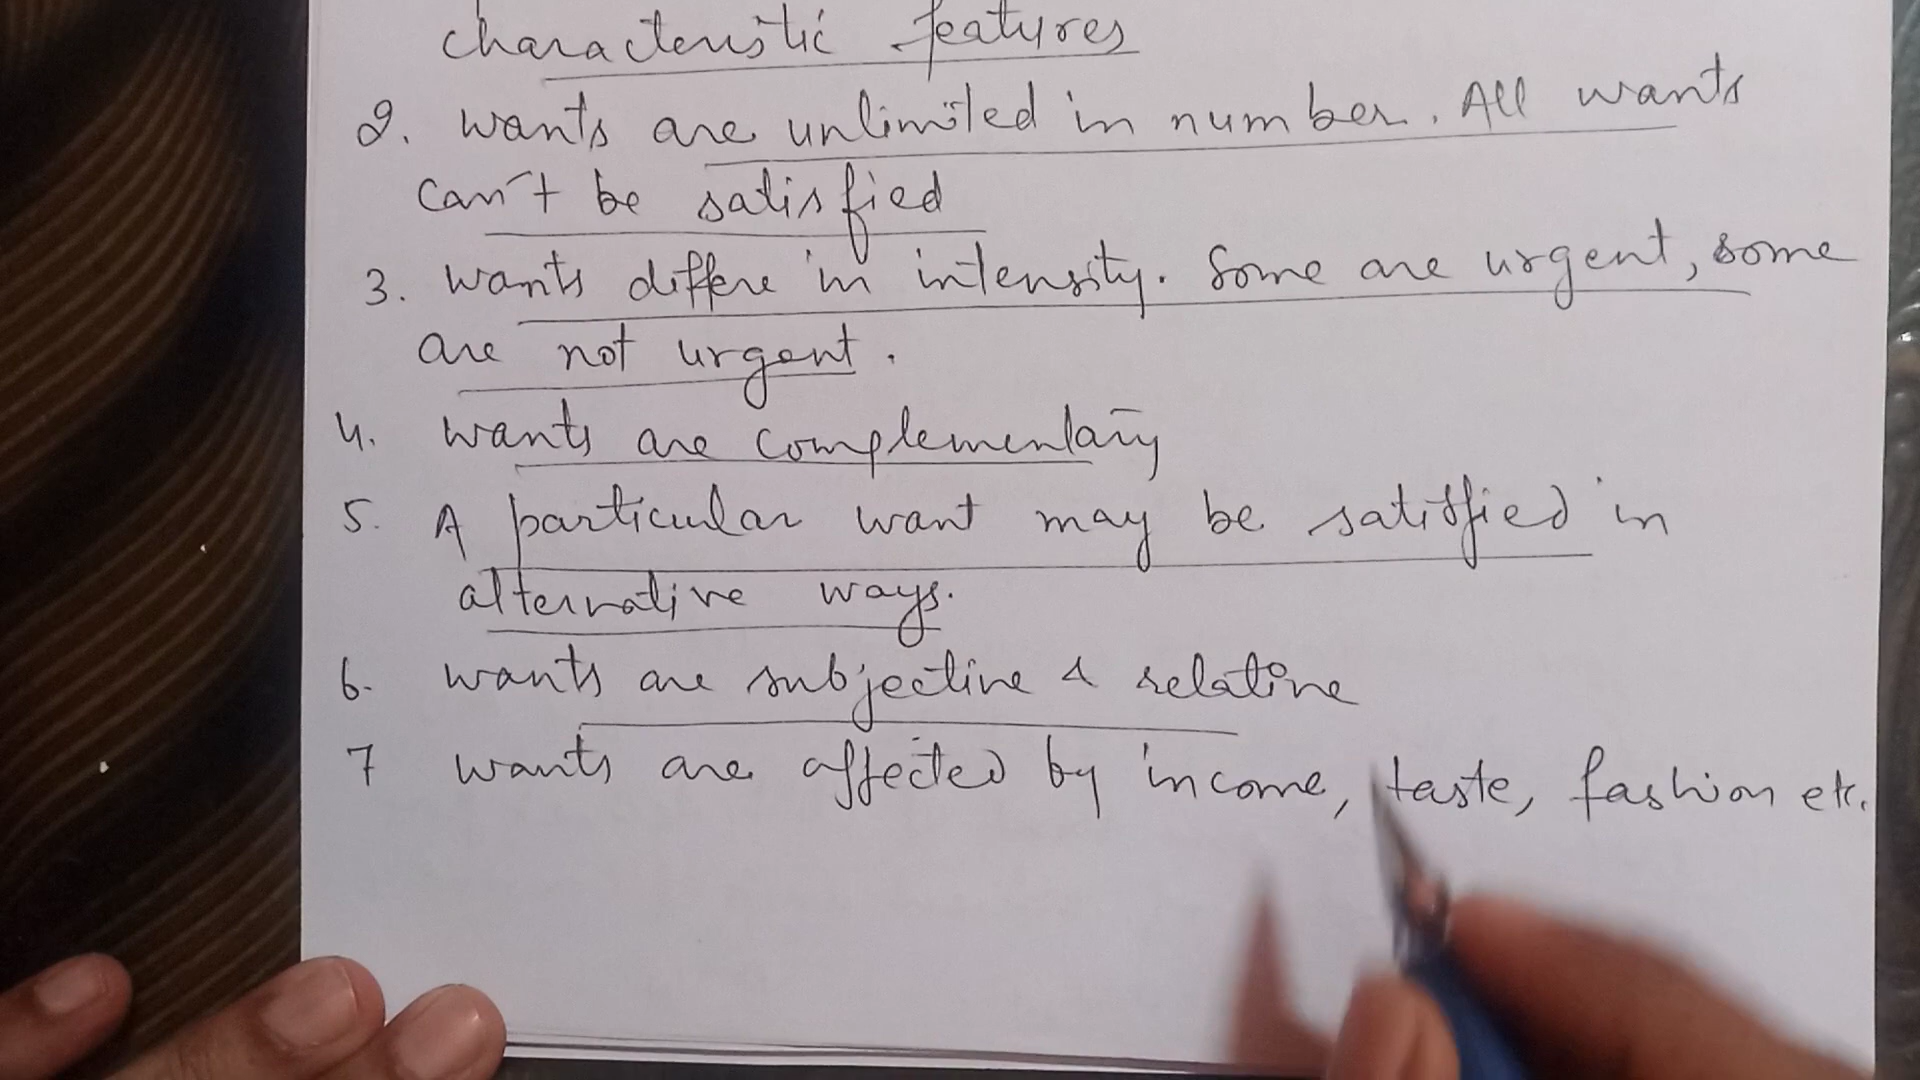 characteristic features
2. wants are unlimited in number. All wants
can't be satisfied
3. wants differe in intensity. Some are urgent, some
are not urgent.
4. wants are complementary
5. A particular want may be satisfied in
alternative ways.
6. wants are subjective & relative
7 wants are affected by income, taste, fashion etc.